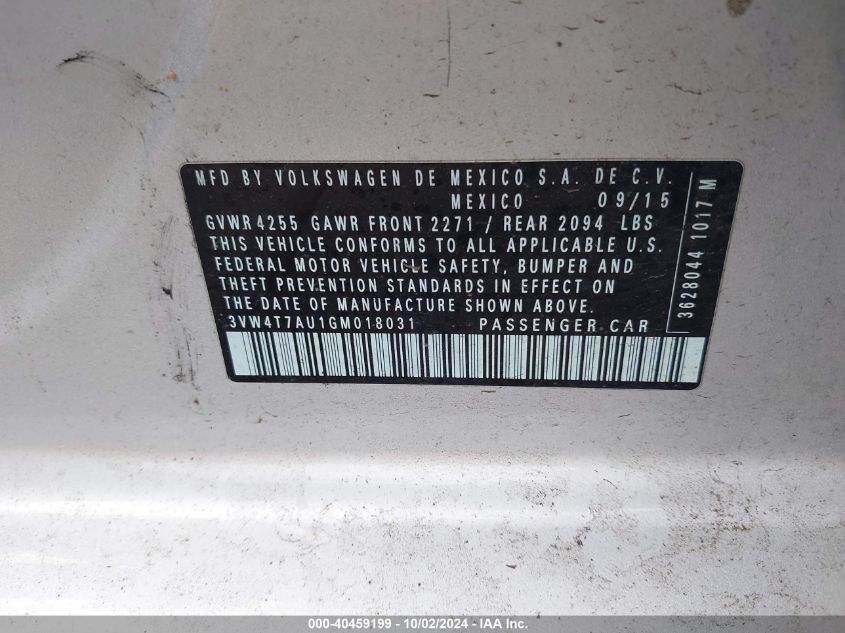 MFD BY VOLKSWAGEN DE MEXICO S.A. DE C.V.
MEXICO 09/15
GVWR 4255 GAWR FRONT 2271 / REAR 2094 LBS
THIS VEHICLE CONFORMS TO ALL APPLICABLE U.S.
FEDERAL MOTOR VEHICLE SAFETY, BUMPER AND
THEFT PREVENTION STANDARDS IN EFFECT ON
THE DATE OF MANUFACTURE SHOWN ABOVE.
3VW4T7AU1GM018031 PASSENGER CAR
3628044 1017 M
000-40459199 - 10/02/2024 - IAA Inc.